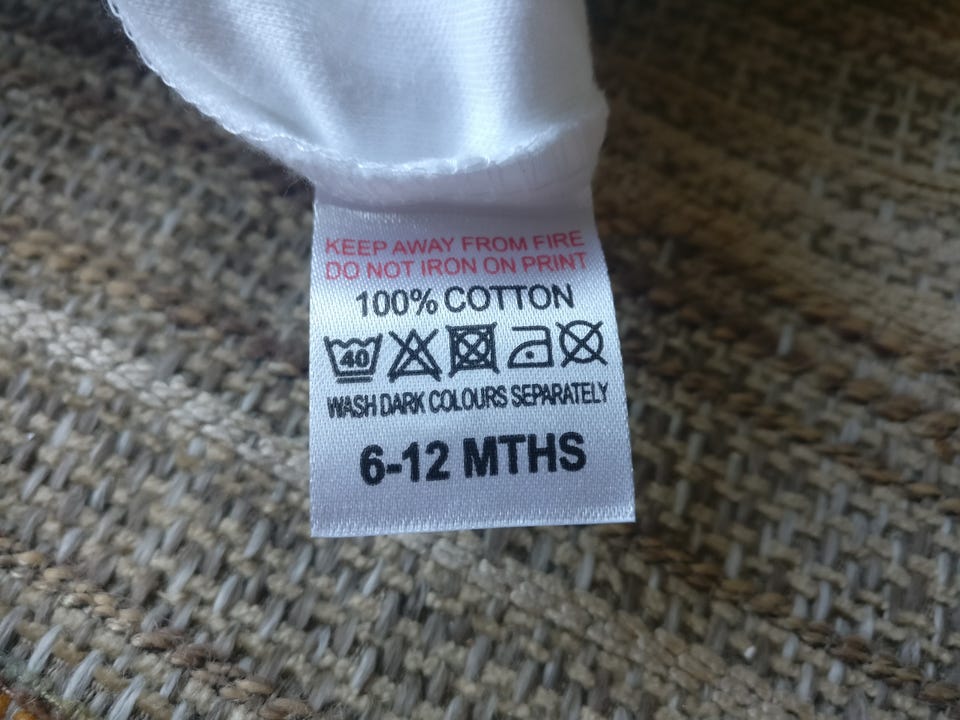 KEEP AWAY FROM FIRE
DO NOT IRON ON PRINT
100% COTTON
40
WASH DARK COLOURS SEPARATELY
6-12 MTHS